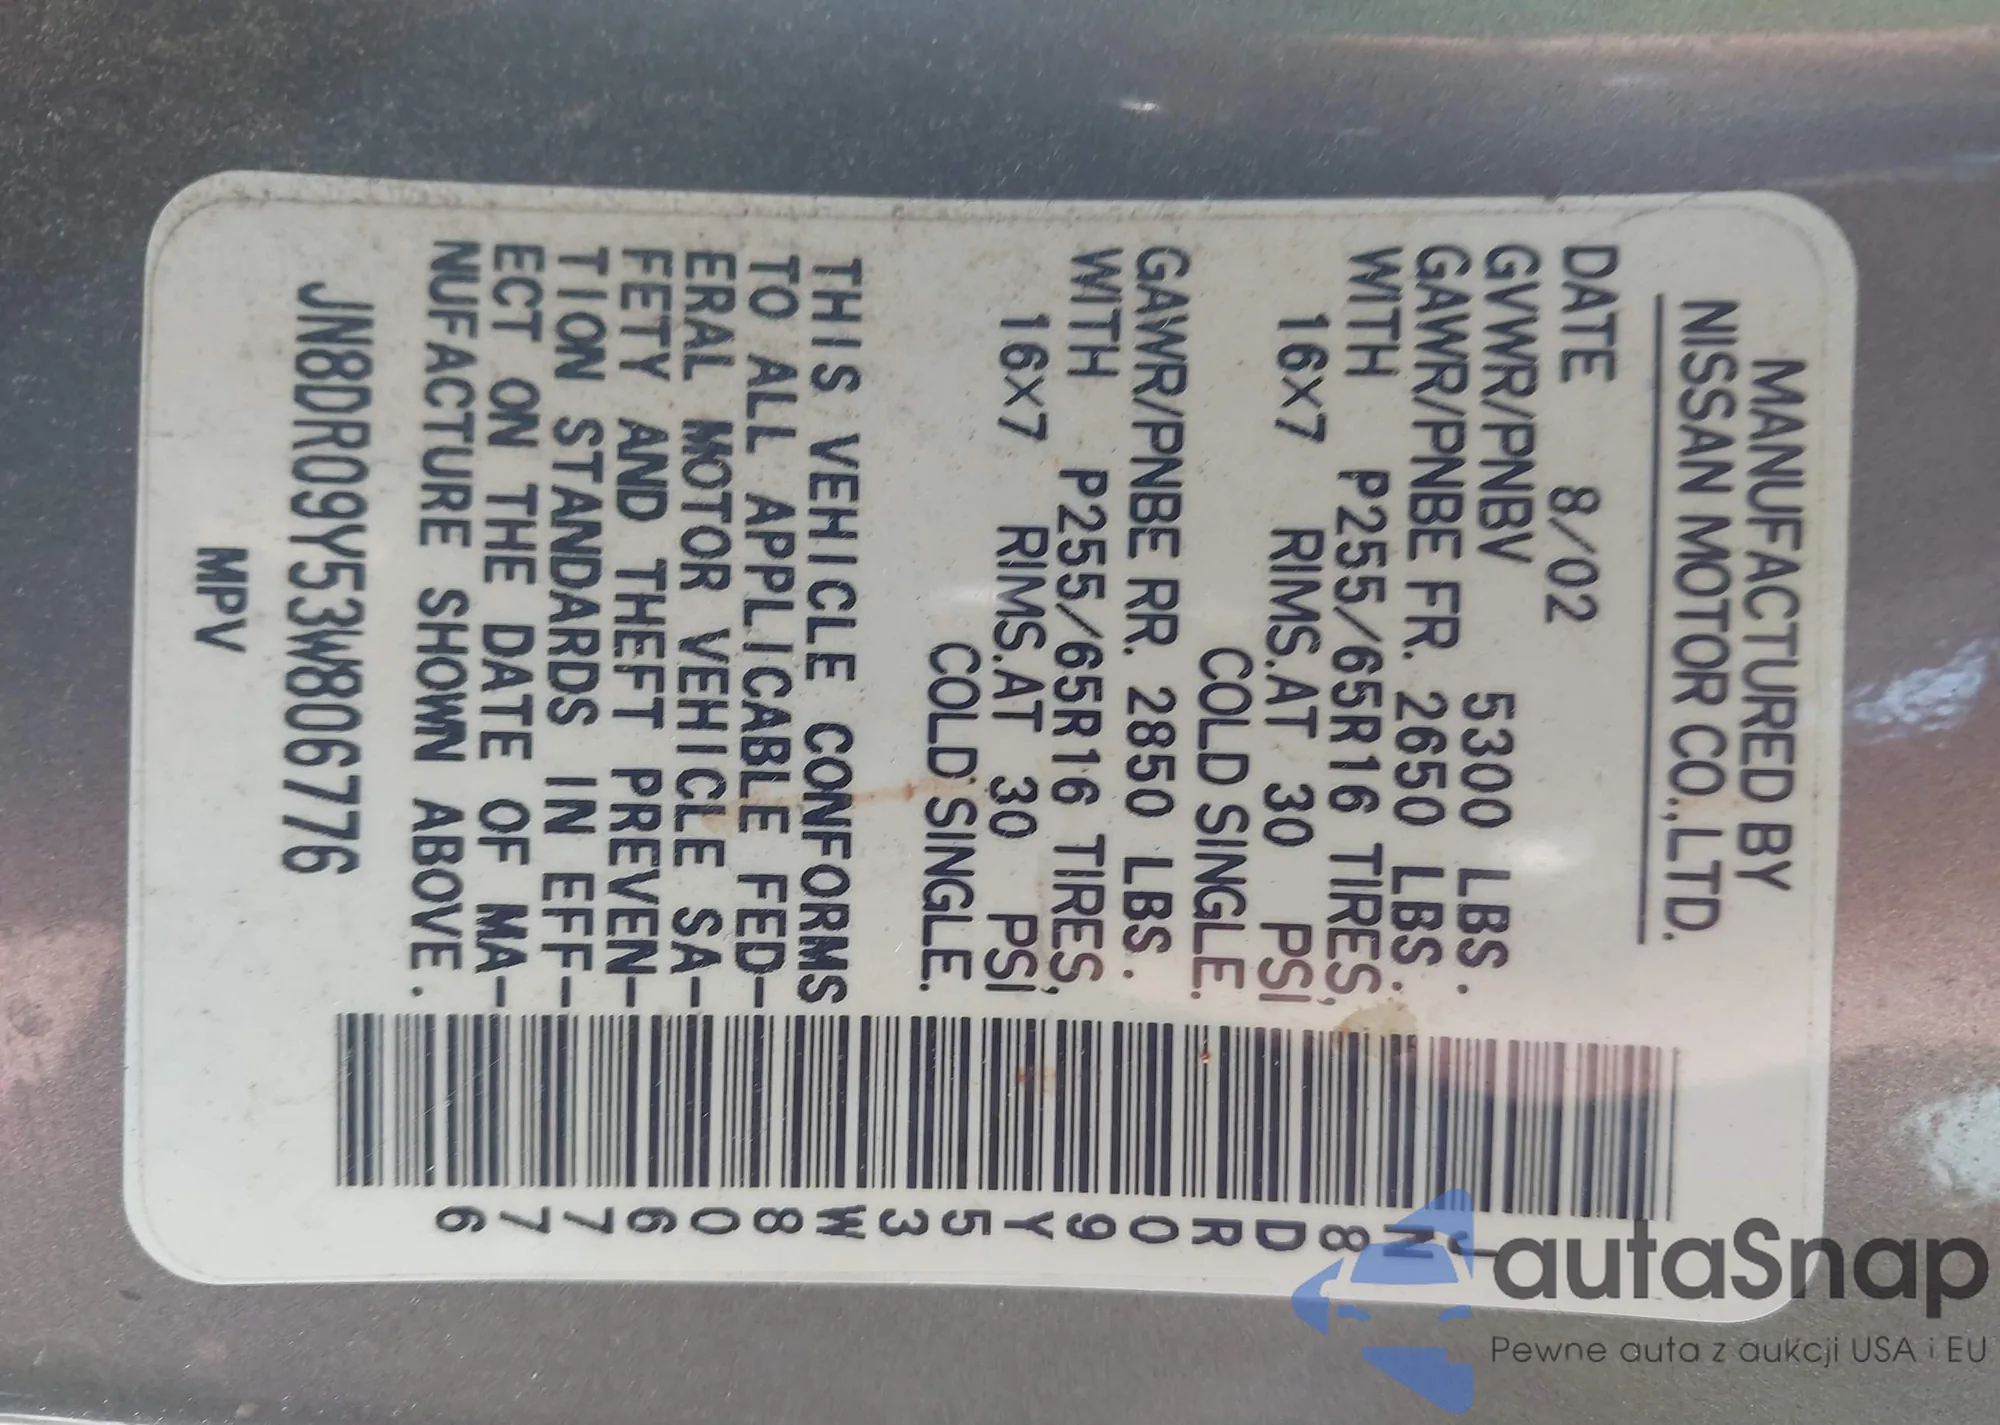 MANUFACTURED BY
NISSAN MOTOR CO.,LTD.
DATE 8/02
GVWR/PNBV 5300 LBS.
GAWR/PNBE FR. 2650 LBS.
WITH P255/65R16 TIRES,
16x7 RIMS.AT 30 PSI
COLD SINGLE.
GAWR/PNBE RR. 2850 LBS.
WITH P255/65R16 TIRES,
16x7 RIMS.AT 30 PSI
COLD SINGLE.
THIS VEHICLE CONFORMS
TO ALL APPLICABLE FED-
ERAL MOTOR VEHICLE SA-
FETY AND THEFT PREVEN-
TION STANDARDS IN EFF-
ECT ON THE DATE OF MA-
NUFACTURE SHOWN ABOVE.
JN8DR09Y53W806776
MPV
JN8DR09Y53W806776
autaSnap
Pewne auta z aukcji USA i EU